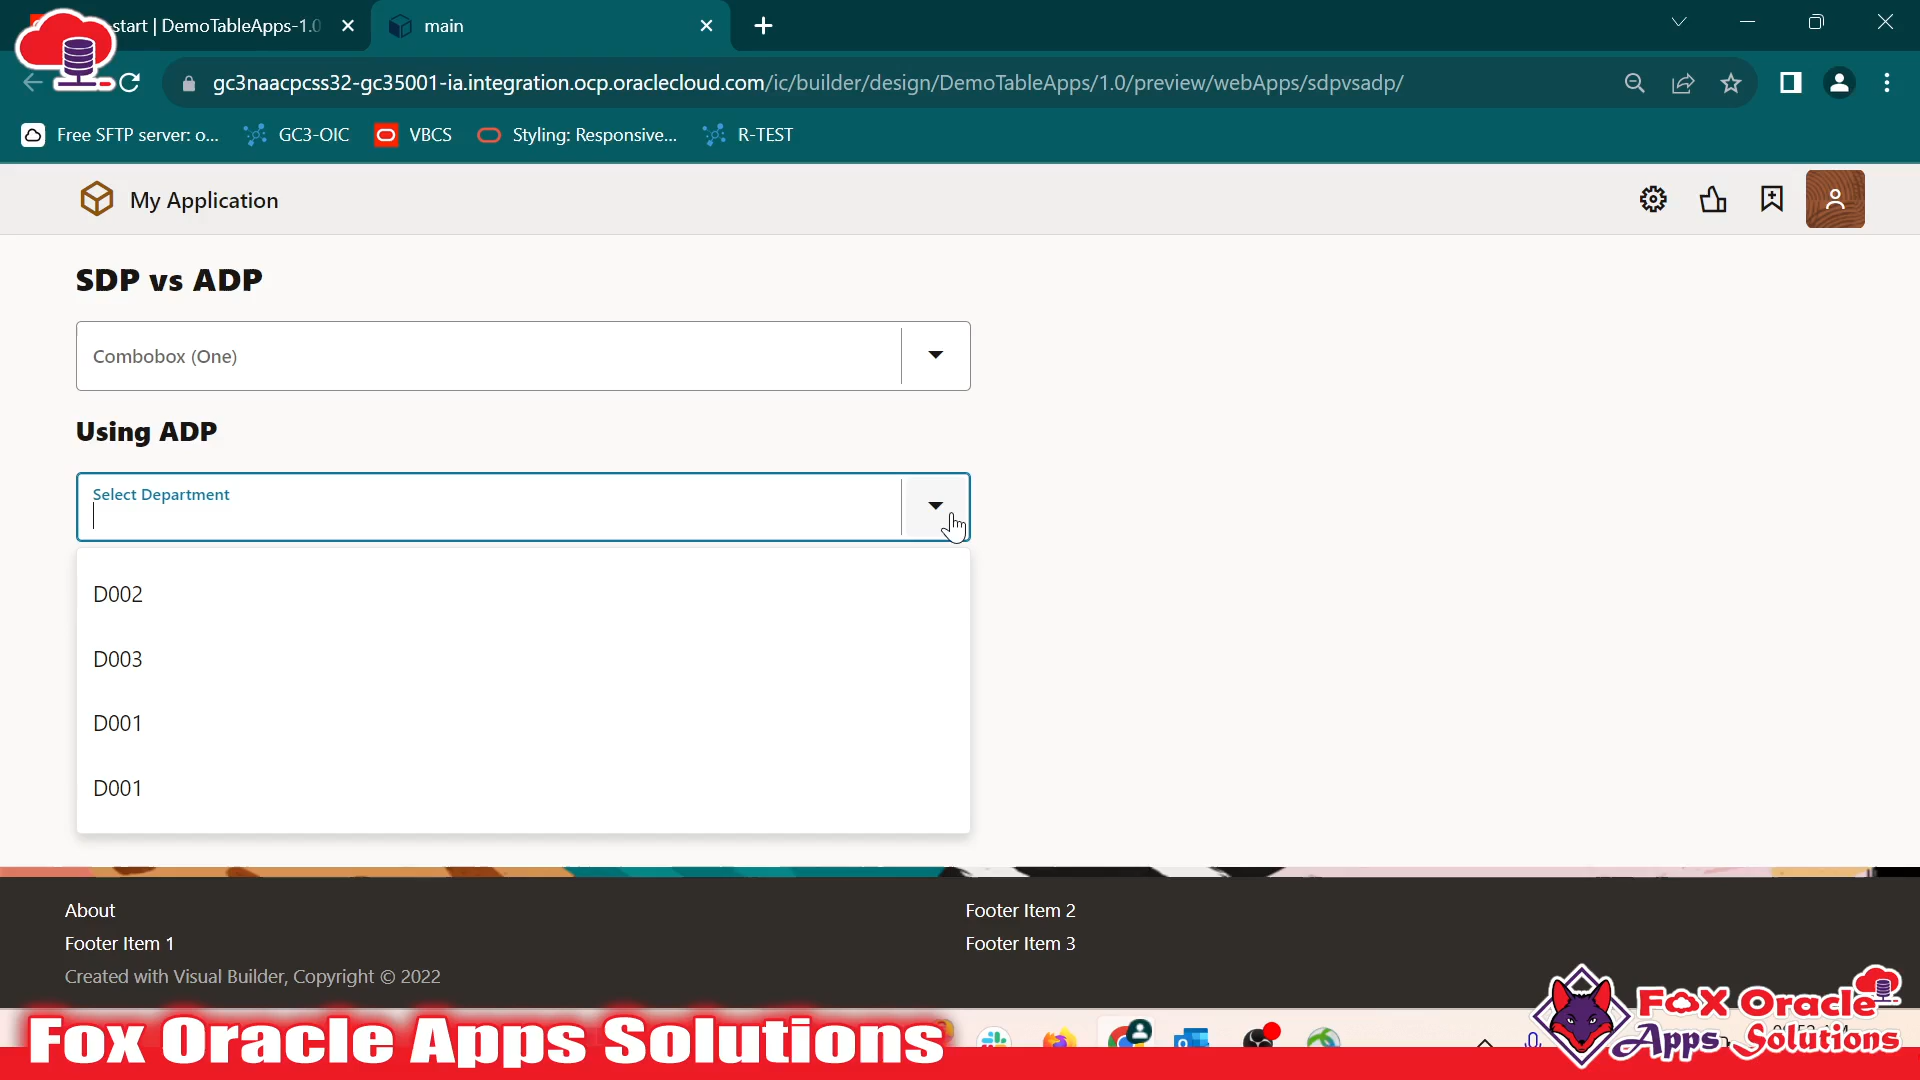 start | DemoTableApps-1.0
main
gc3naacpcss32-gc35001-ia.integration.ocp.oraclecloud.com/ic/builder/design/DemoTableApps/1.0/preview/webApps/sdpvsadp/
Free SFTP server: o...
GC3-OIC
VBCS
Styling: Responsive...
R-TEST
My Application
SDP vs ADP
Combobox (One)
Using ADP
Select Department
D002
D003
D001
D001
About
Footer Item 2
Footer Item 1
Footer Item 3
Created with Visual Builder, Copyright © 2022
Fox Oracle Apps Solutions
Fox Oracle
Apps Solutions